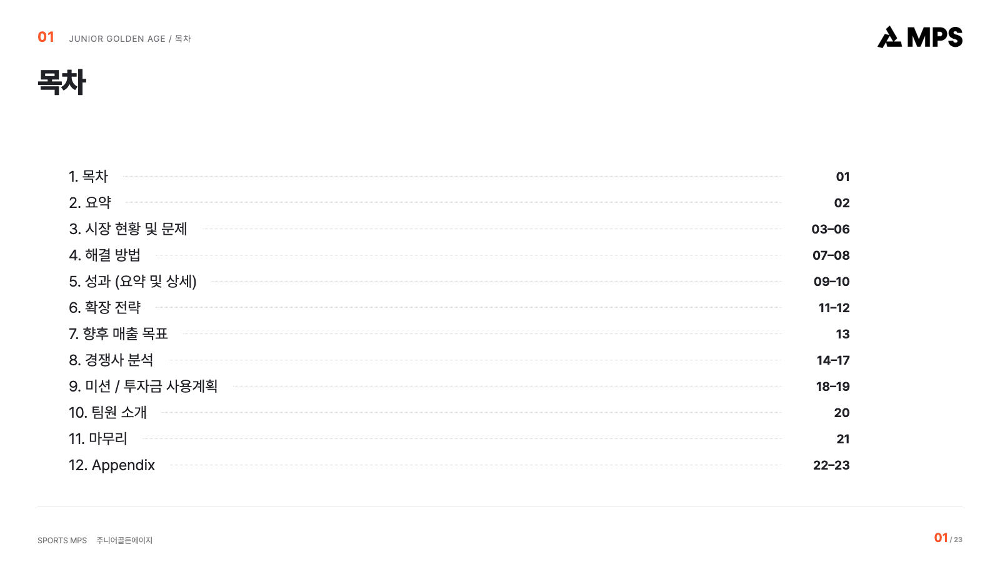 01 JUNIOR GOLDEN AGE / 목차
MPS
목차
1. 목차 01
2. 요약 02
3. 시장 현황 및 문제 03–06
4. 해결 방법 07–08
5. 성과 (요약 및 상세) 09–10
6. 확장 전략 11–12
7. 향후 매출 목표 13
8. 경쟁사 분석 14–17
9. 미션 / 투자금 사용계획 18–19
10. 팀원 소개 20
11. 마무리 21
12. Appendix 22–23
SPORTS MPS 주니어골든에이지
01 / 23